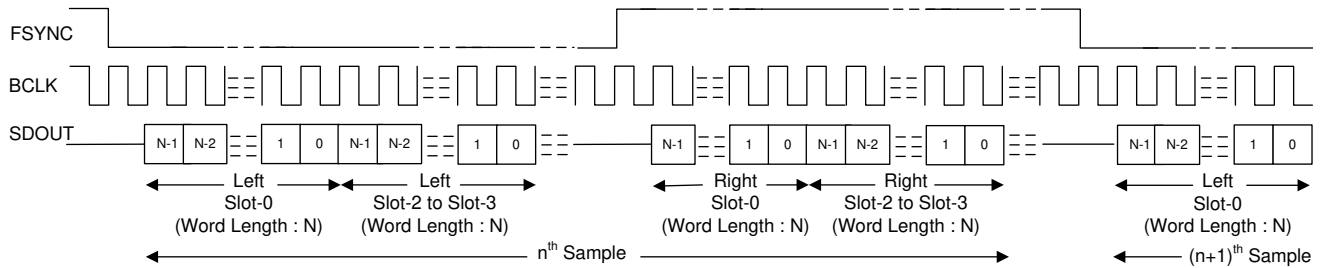 FSYNC
BCLK
SDOUT
N-1 N-2 1 0 N-1 N-2 1 0 N-1 1 0 N-1 N-2 1 0 N-1 N-2 1 0
Left Left Right Right Left
Slot-0 Slot-2 to Slot-3 Slot-0 Slot-2 to Slot-3 Slot-0
(Word Length : N) (Word Length : N) (Word Length : N) (Word Length : N) (Word Length : N)
nth Sample (n+1)th Sample